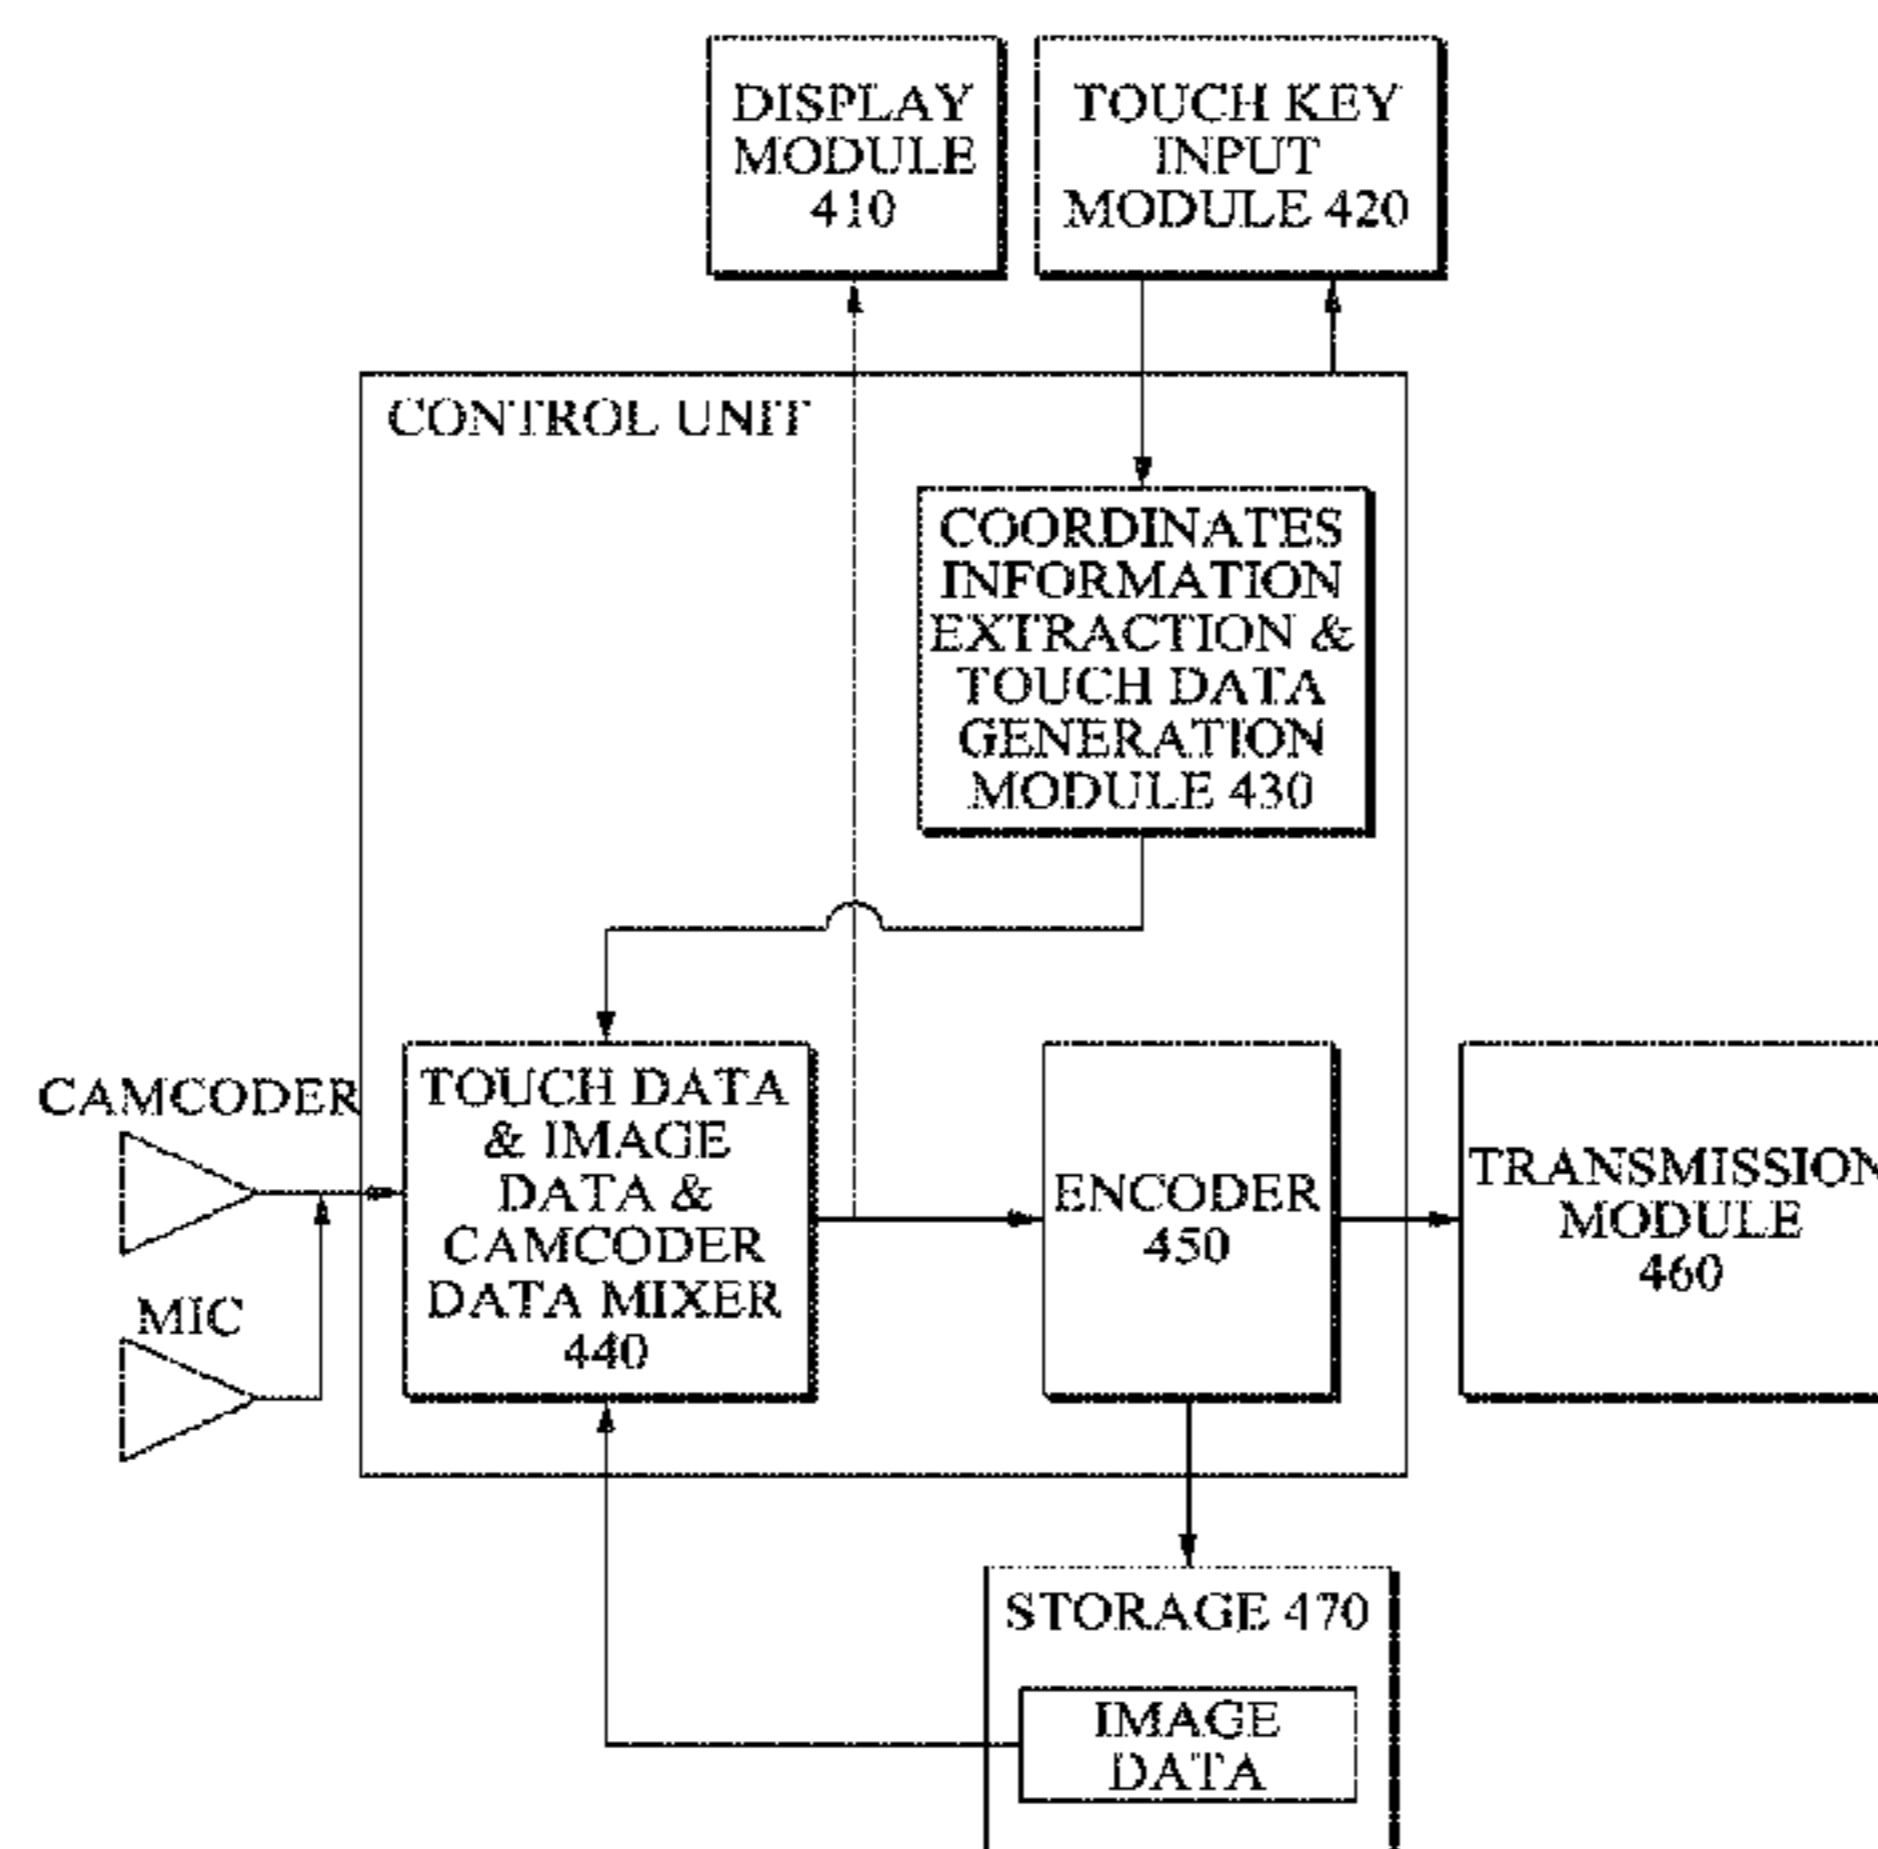 DISPLAY
MODULE
410
TOUCH KEY
INPUT
MODULE 420
CONTROL UNIT
COORDINATES
INFORMATION
EXTRACTION &
TOUCH DATA
GENERATION
MODULE 430
CAMCODER
MIC
TOUCH DATA
& IMAGE
DATA &
CAMCODER
DATA MIXER
440
ENCODER
450
TRANSMISSION
MODULE
460
STORAGE 470
IMAGE
DATA